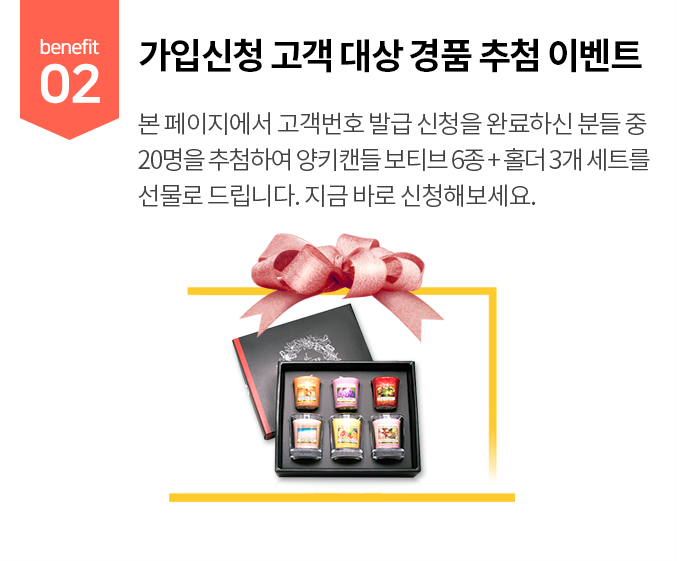 benefit
02
가입신청 고객 대상 경품 추첨 이벤트
본 페이지에서 고객번호 발급 신청을 완료하신 분들 중
20명을 추첨하여 양키캔들 보티브 6종 + 홀더 3개 세트를
선물로 드립니다. 지금 바로 신청해보세요.